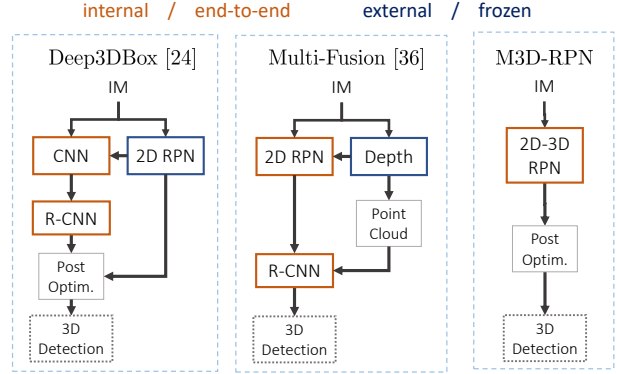 internal / end-to-end external / frozen
Deep3DBox [24]
IM
CNN
2D RPN
R-CNN
Post
Optim.
3D
Detection
Multi-Fusion [36]
IM
2D RPN
Depth
Point
Cloud
R-CNN
3D
Detection
M3D-RPN
IM
2D-3D
RPN
Post
Optim.
3D
Detection